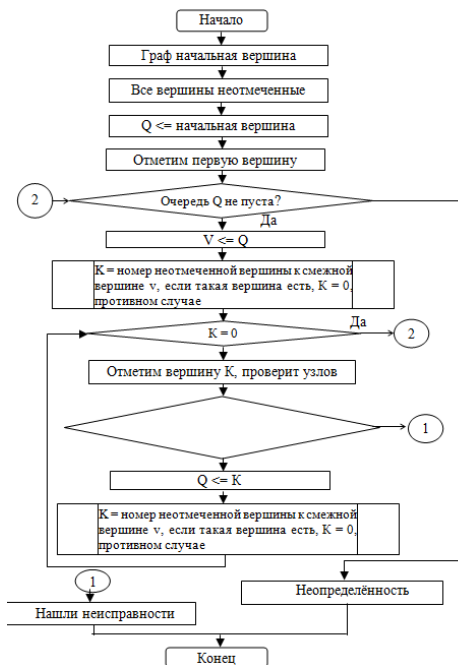 Начало
Граф начальная вершина
Все вершины неотмеченные
Q <= начальная вершина
Отметим первую вершину
2
Очередь Q не пуста?
Да
V <= Q
К = номер неотмеченной вершины к смежной
вершине v, если такая вершина есть, К = 0,
противном случае
Да
К = 0
2
Отметим вершину К, проверит узлов
1
Q <= К
К = номер неотмеченной вершины к смежной
вершине v, если такая вершина есть, К = 0,
противном случае
1
Неопределённость
Нашли неисправности
Конец